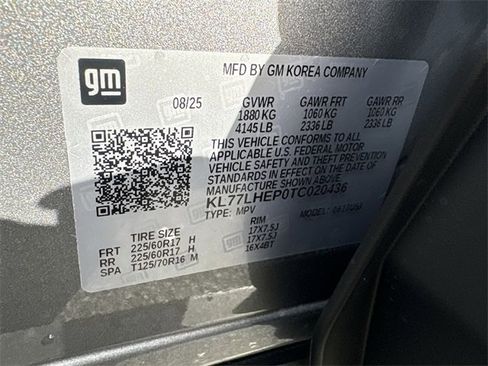 gm
MFD BY GM KOREA COMPANY
08/25 GVWR GAWR FRT GAWR RR
1880 KG 1060 KG 1060 KG
4145 LB 2336 LB 2336 LB
THIS VEHICLE CONFORMS TO ALL
APPLICABLE U.S. FEDERAL MOTOR
VEHICLE SAFETY AND THEFT PREVENTION
STANDARDS IN EFFECT ON THE DATE OF
MANUFACTURE SHOWN ABOVE.
KL77LHEP0TC020436
TYPE: MPV MODEL:
TIRE SIZE RIM
FRT 225/60R17 H 17X7.5J
RR 225/60R17 H 17X7.5J
SPA T125/70R16 M 16X4BT